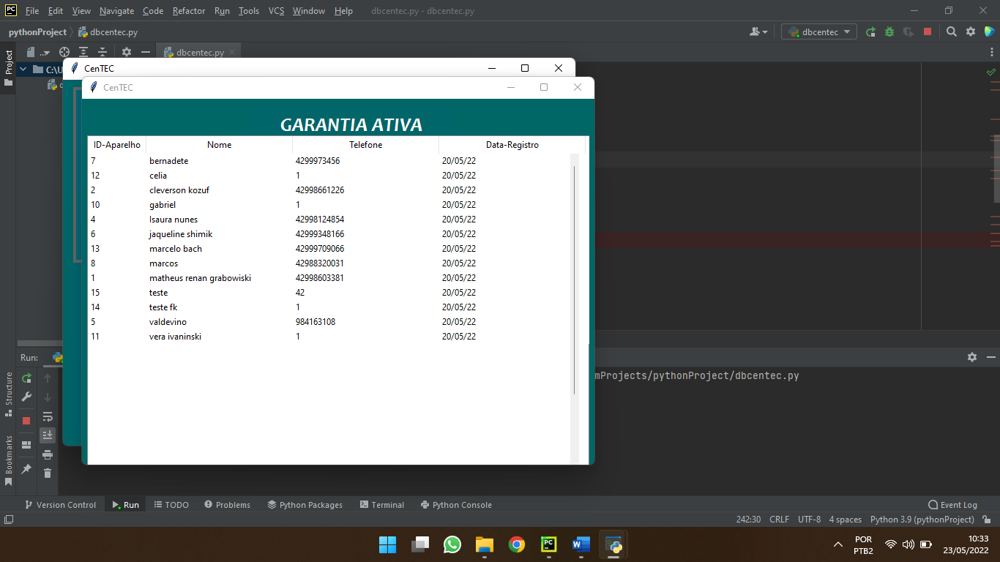 PC File Edit View Navigate Code Refactor Run Tools VCS Window Help dbcentec.py - dbcentec.py
pythonProject dbcentec.py dbcentec
.. dbcentec.py
Project
C:\U
CenTEC
CenTEC
GARANTIA ATIVA
ID-Aparelho Nome Telefone Data-Registro
7 bernadete 4299973456 20/05/22
12 celia 1 20/05/22
2 cleverson kozuf 42998661226 20/05/22
10 gabriel 1 20/05/22
4 Isaura nunes 42998124854 20/05/22
6 jaqueline shimik 42999348166 20/05/22
13 marcelo bach 42999709066 20/05/22
8 marcos 42988320031 20/05/22
1 matheus renan grabowiski 42998603381 20/05/22
15 teste 42 20/05/22
14 teste fk 1 20/05/22
5 valdevino 984163108 20/05/22
11 vera ivaninski 1 20/05/22
Run:
mProjects/pythonProject/dbcentec.py
Structure
Bookmarks
Version Control Run TODO Problems Python Packages Terminal Python Console Event Log
242:30 CRLF UTF-8 4 spaces Python 3.9 (pythonProject)
PC W
POR
PTB2
10:33
23/05/2022